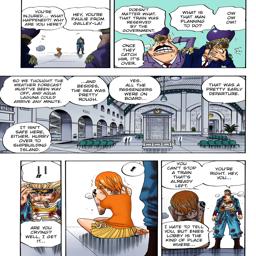 OW
OW
OW!
WHAT IS
THAT MAN
PLANNING
TO DO?
DOESN'T
MATTER WHAT
THAT TRAIN WAS
RESERVED BY
THE
GOVERNMENT.
ONCE
THEY
CATCH
HIM, IT'S
OVER.
HEY, YOU'RE
PAULIE FROM
GALLEY-LA!
YOU'RE
INJURED... WHAT
HAPPENED!? WHY
ARE YOU HERE!?
THAT WAS A
PRETTY EARLY
DEPARTURE.
YES,
ALL THE
PASSENGERS
WERE ON
BOARD.
...AND
BESIDES,
THE SEA WAS
PRETTY
ROUGH.
SO WE THOUGHT THE
WEATHER FORECAST
MUST'VE BEEN WAY
OFF, AND AQUA
LAGUNA COULD
ARRIVE ANY MINUTE.
IT ISN'T
SAFE HERE,
EITHER. HURRY
OVER TO
SHIPBUILDING
ISLAND.
YOU'RE
RIGHT. HEY,
YOU...
YOU
CAN'T STOP
A TRAIN
THAT'S
ALREADY
LEFT.
I HATE TO TELL
YOU, BUT ENIES
LOBBY IS THE
KIND OF PLACE
WHERE...
!
ARE YOU
CRYING?
WELL, I
GET IT...